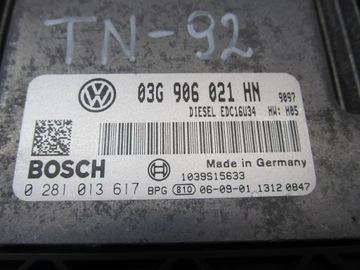 TN-92
03G 906 021 HN
9097
DIESEL EDC16U34 HW: H05
BOSCH
Made in Germany
1039S15633
0 281 013 617 BPG 810 06-09-01 1312 0847